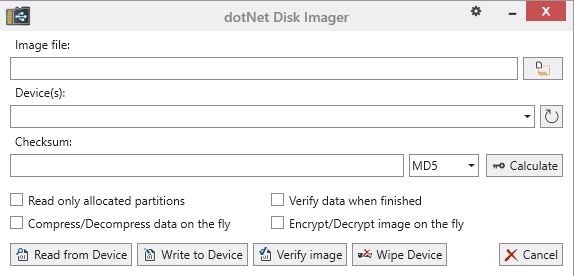 dotNet Disk Imager
Image file:
Device(s):
Checksum:
MD5 Calculate
Read only allocated partitions Verify data when finished
Compress/Decompress data on the fly Encrypt/Decrypt image on the fly
Read from Device Write to Device Verify image Wipe Device Cancel